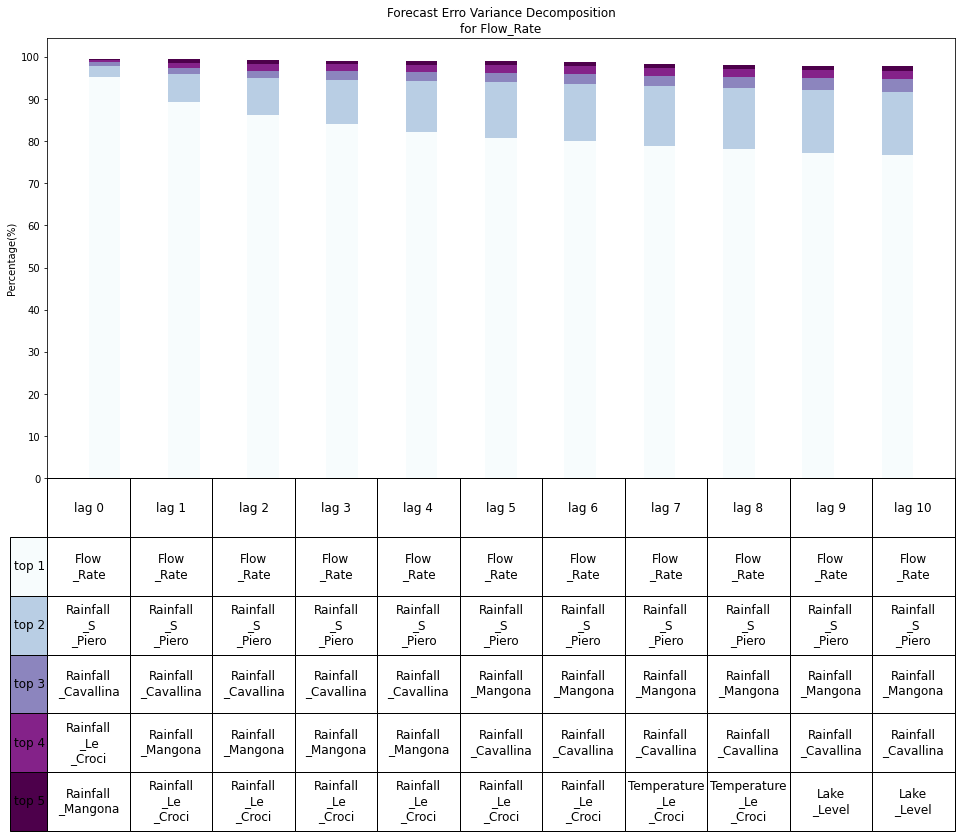 Forecast Erro Variance Decomposition
for Flow_Rate
Percentage(%)
100
90
80
70
60
50
40
30
20
10
0
lag 0 lag 1 lag 2 lag 3 lag 4 lag 5 lag 6 lag 7 lag 8 lag 9 lag 10
top 1
Flow Flow Flow Flow Flow Flow Flow Flow Flow Flow Flow
_Rate _Rate _Rate _Rate _Rate _Rate _Rate _Rate _Rate _Rate _Rate
top 2
Rainfall Rainfall Rainfall Rainfall Rainfall Rainfall Rainfall Rainfall Rainfall Rainfall Rainfall
_S _S _S _S _S _S _S _S _S _S _S
_Piero _Piero _Piero _Piero _Piero _Piero _Piero _Piero _Piero _Piero _Piero
top 3
Rainfall Rainfall Rainfall Rainfall Rainfall Rainfall Rainfall Rainfall Rainfall Rainfall Rainfall
_Cavallina _Cavallina _Cavallina _Cavallina _Cavallina _Mangona _Mangona _Mangona _Mangona _Mangona _Mangona
top 4
Rainfall Rainfall Rainfall Rainfall Rainfall Rainfall Rainfall Rainfall Rainfall Rainfall Rainfall
_Le _Mangona _Mangona _Mangona _Mangona _Cavallina _Cavallina _Cavallina _Cavallina _Cavallina _Cavallina
_Croci
top 5
Rainfall Rainfall Rainfall Rainfall Rainfall Rainfall Rainfall Temperature Temperature Lake Lake
_Mangona _Le _Le _Le _Le _Le _Le _Le _Le _Level _Level
_Croci _Croci _Croci _Croci _Croci _Croci _Croci _Croci